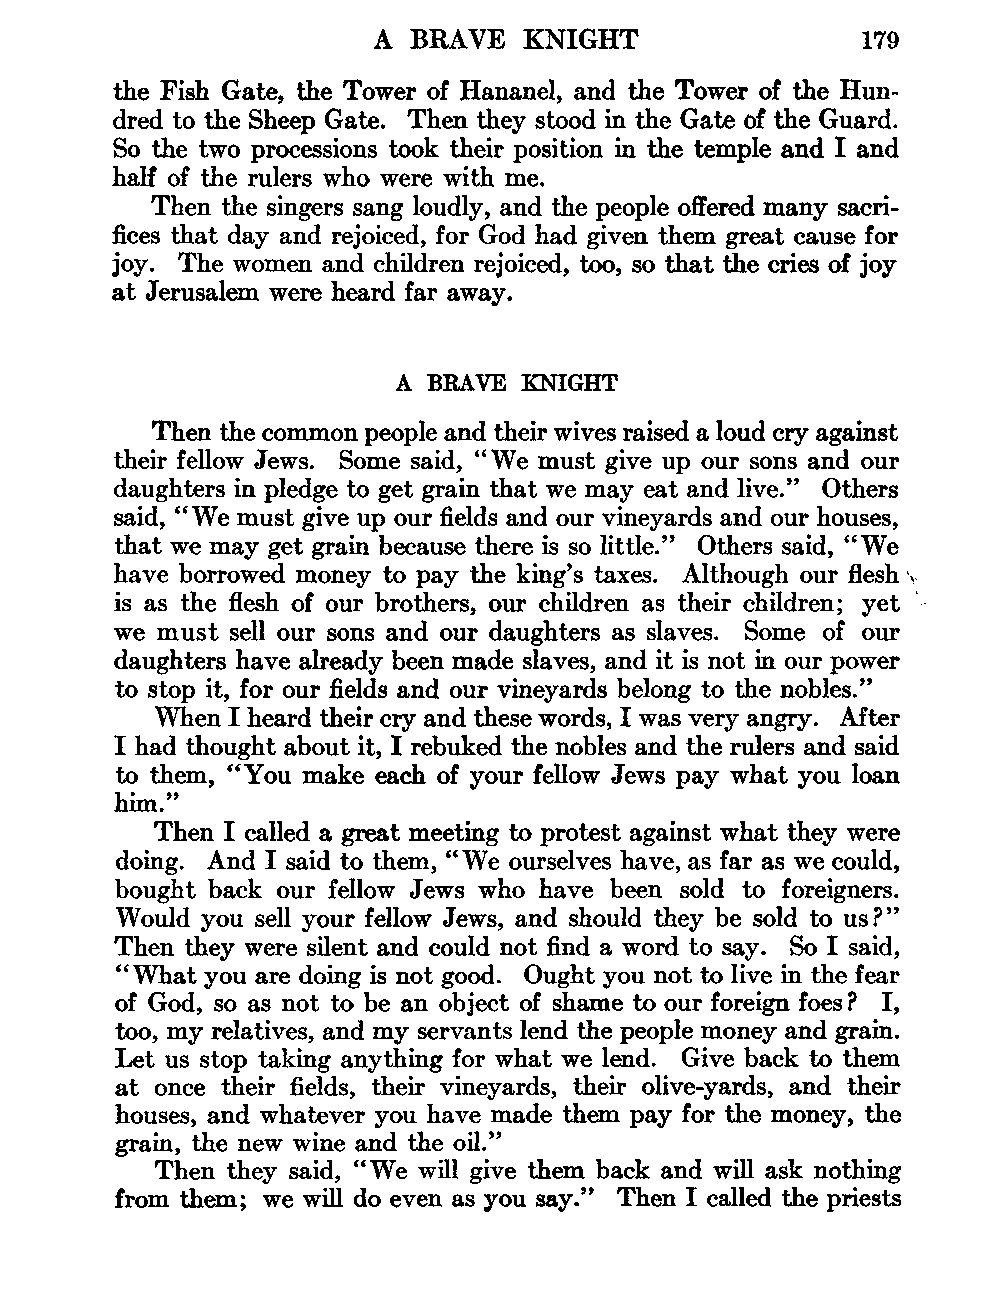 A BRAVE KNIGHT 179
the Fish Gate, the Tower of Hananel, and the Tower of the Hun-
dred to the Sheep Gate. Then they stood in the Gate of the Guard.
So the two processions took their position in the temple and I and
half of the rulers who were with me.
Then the singers sang loudly, and the people offered many sacri-
fices that day and rejoiced, for God had given them great cause for
joy. The women and children rejoiced, too, so that the cries of joy
at Jerusalem were heard far away.
A BRAVE KNIGHT
Then the common people and their wives raised a loud cry against
their fellow Jews. Some said, “We must give up our sons and our
daughters in pledge to get grain that we may eat and live.” Others
said, “We must give up our fields and our vineyards and our houses,
that we may get grain because there is so little.” Others said, “We
have borrowed money to pay the king’s taxes. Although our flesh
is as the flesh of our brothers, our children as their children; yet
we must sell our sons and our daughters as slaves. Some of our
daughters have already been made slaves, and it is not in our power
to stop it, for our fields and our vineyards belong to the nobles.”
When I heard their cry and these words, I was very angry. After
I had thought about it, I rebuked the nobles and the rulers and said
to them, “You make each of your fellow Jews pay what you loan
him.”
Then I called a great meeting to protest against what they were
doing. And I said to them, “We ourselves have, as far as we could,
bought back our fellow Jews who have been sold to foreigners.
Would you sell your fellow Jews, and should they be sold to us?”
Then they were silent and could not find a word to say. So I said,
“What you are doing is not good. Ought you not to live in the fear
of God, so as not to be an object of shame to our foreign foes? I,
too, my relatives, and my servants lend the people money and grain.
Let us stop taking anything for what we lend. Give back to them
at once their fields, their vineyards, their olive-yards, and their
houses, and whatever you have made them pay for the money, the
grain, the new wine and the oil.”
Then they said, “We will give them back and will ask nothing
from them; we will do even as you say.” Then I called the priests